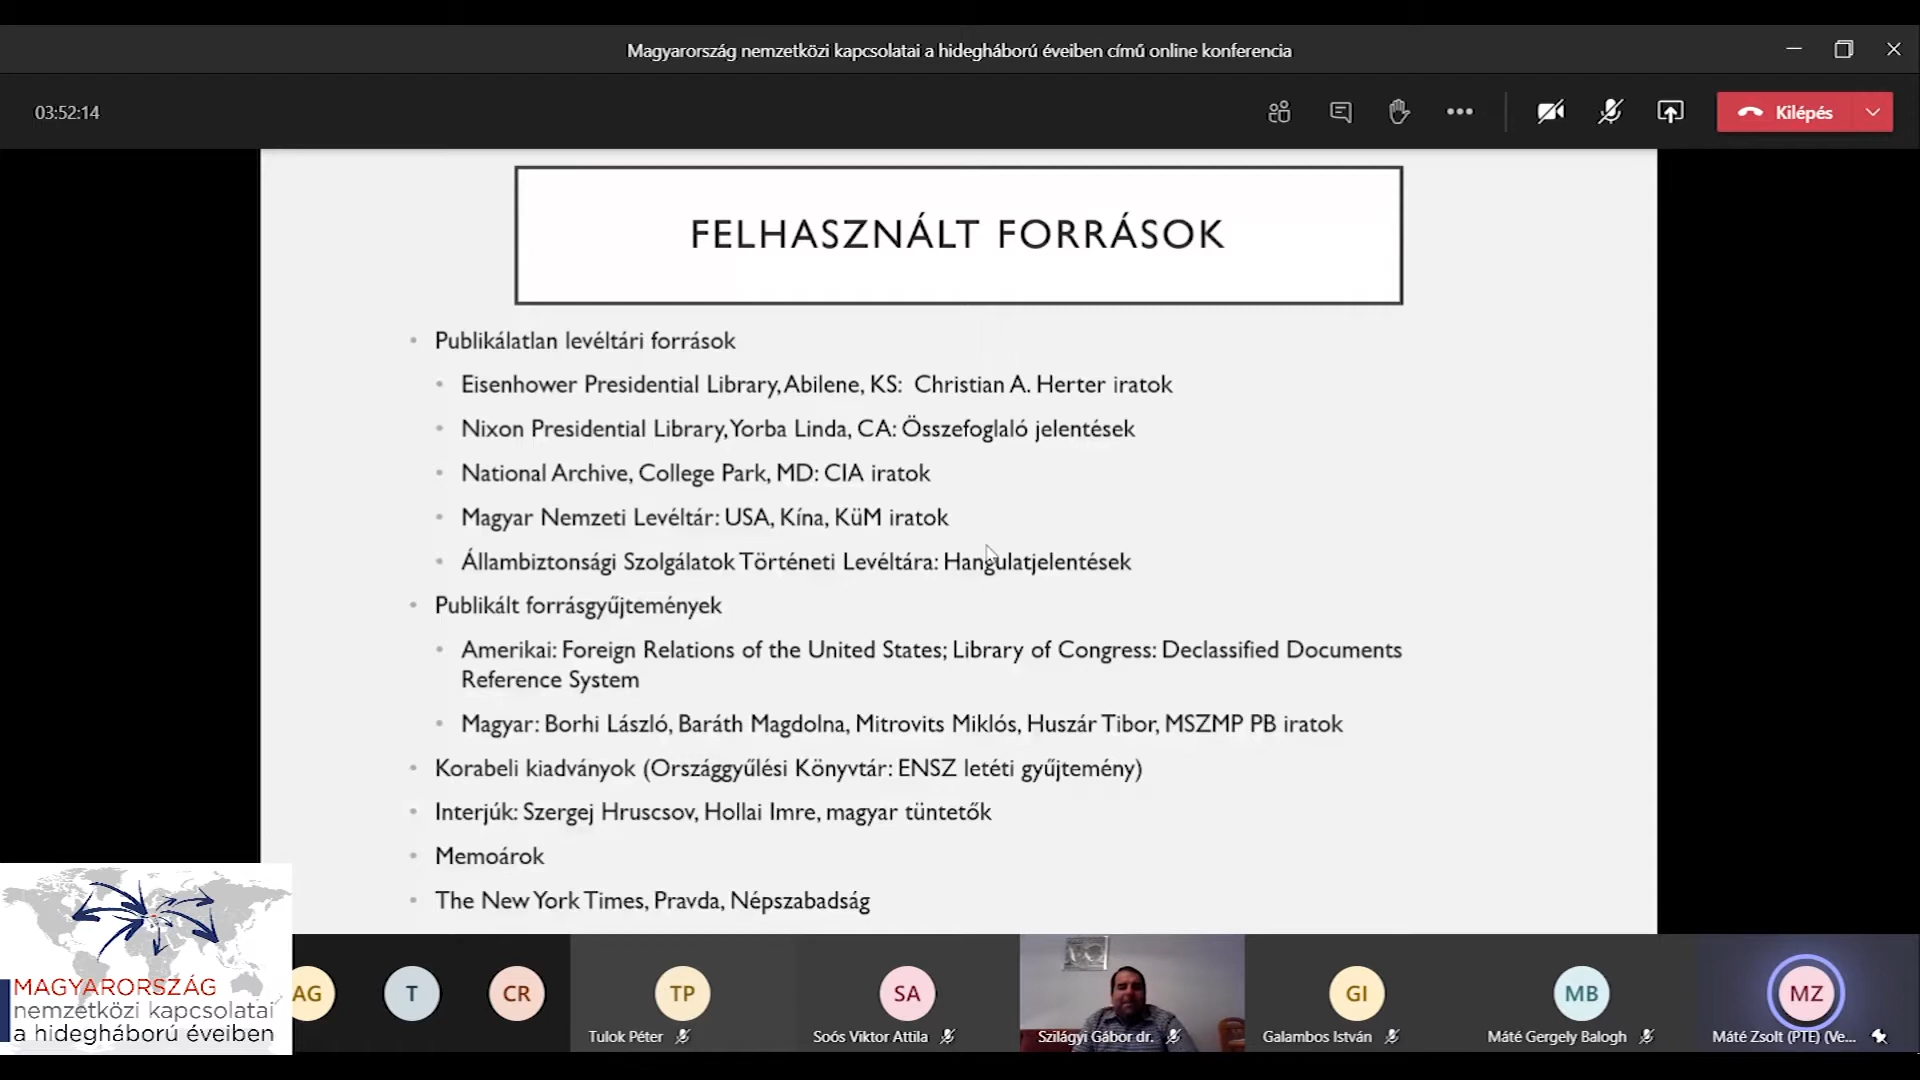 Magyarország nemzetközi kapcsolatai a hidegháború éveiben című online konferencia
03:52:14
Kilépés
FELHASZNÁLT FORRÁSOK
• Publikálatlan levéltári források
• Eisenhower Presidential Library, Abilene, KS: Christian A. Herter iratok
• Nixon Presidential Library, Yorba Linda, CA: Összefoglaló jelentések
• National Archive, College Park, MD: CIA iratok
• Magyar Nemzeti Levéltár: USA, Kína, KüM iratok
• Állambiztonsági Szolgálatok Történeti Levéltára: Hangulatjelentések
• Publikált forrásgyűjtemények
• Amerikai: Foreign Relations of the United States; Library of Congress: Declassified Documents
Reference System
• Magyar: Borhi László, Baráth Magdolna, Mitrovits Miklós, Huszár Tibor, MSZMP PB iratok
• Korabeli kiadványok (Országgyűlési Könyvtár: ENSZ letéti gyűjtemény)
• Interjúk: Szergej Hruscsov, Hollai Imre, magyar tüntetők
• Memoárok
• The New York Times, Pravda, Népszabadság
MAGYARORSZÁG
nemzetközi kapcsolatai
a hidegháború éveiben
AG
T
CR
TP
SA
GI
MB
MZ
Tulok Péter
Soós Viktor Attila
Szilágyi Gábor dr.
Galambos István
Máté Gergely Balogh
Máté Zsolt (PTE) (Ve...